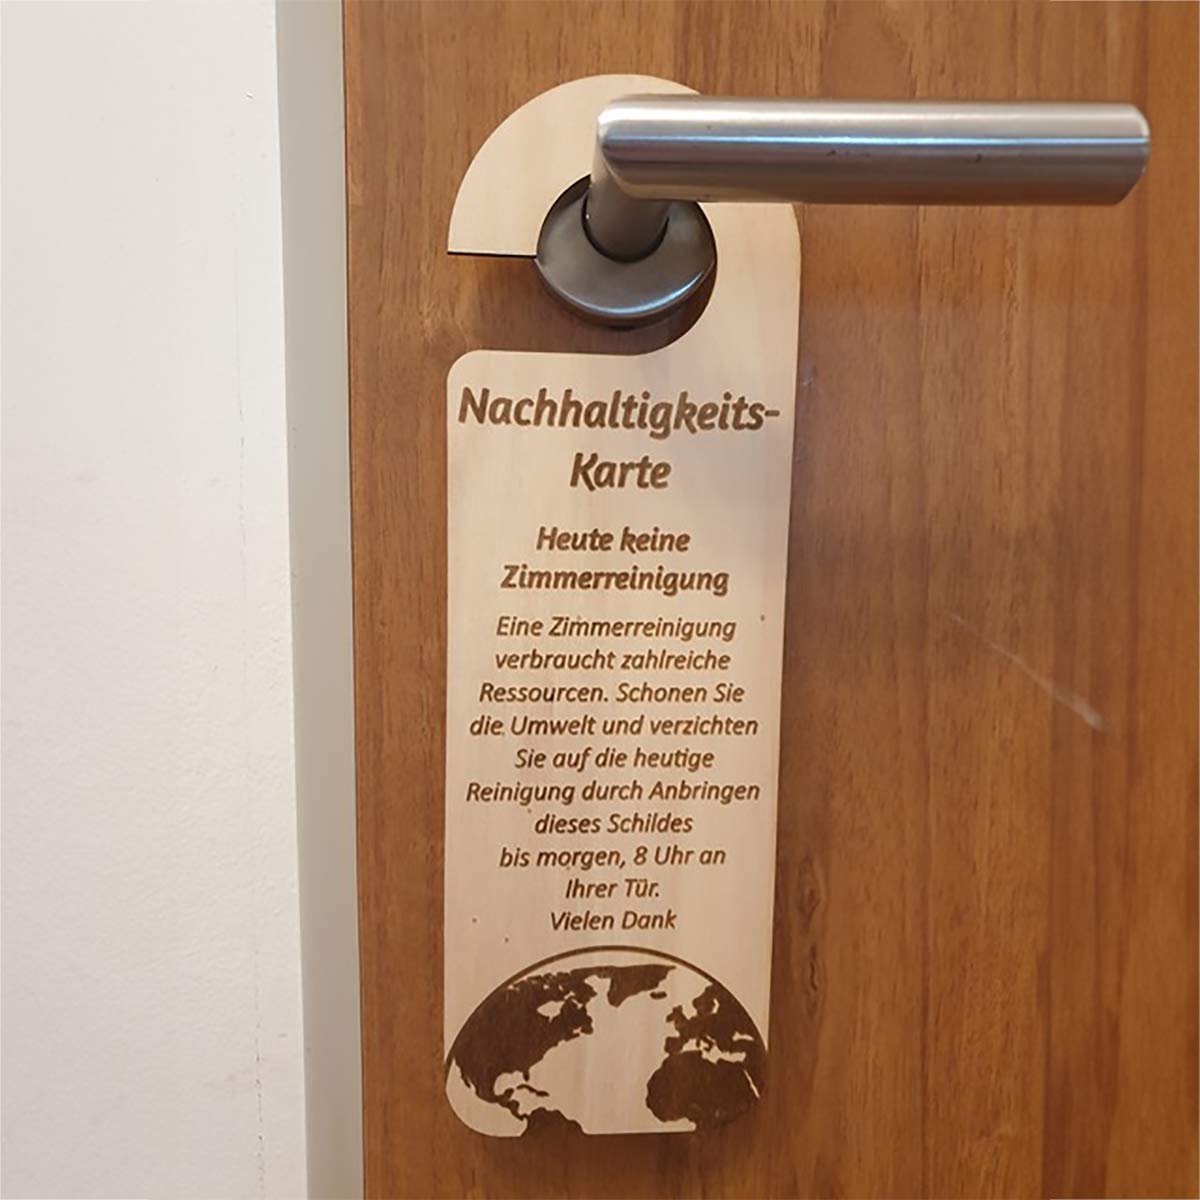 Nachhaltigkeits-
Karte
Heute keine
Zimmerreinigung
Eine Zimmerreinigung
verbraucht zahlreiche
Ressourcen. Schonen Sie
die Umwelt und verzichten
Sie auf die heutige
Reinigung durch Anbringen
dieses Schildes
bis morgen, 8 Uhr an
Ihrer Tür.
Vielen Dank